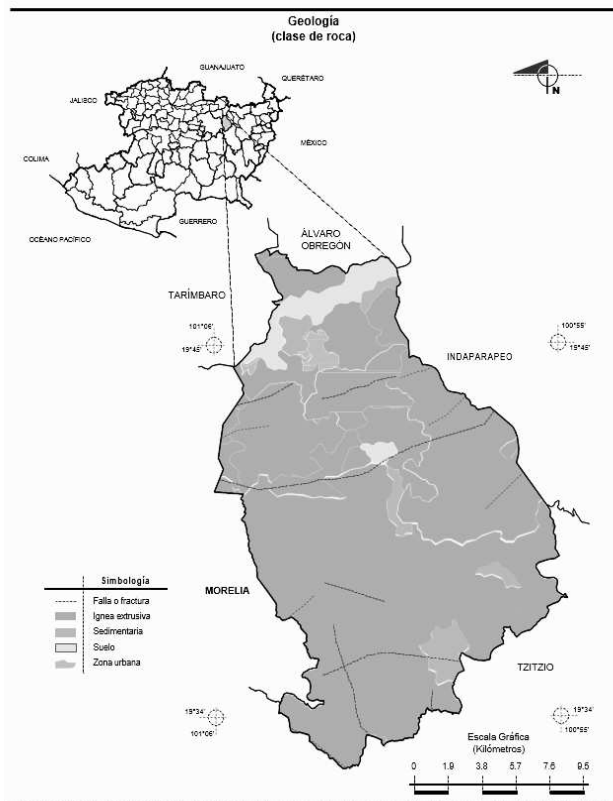 Geología
(clase de roca)
GUANAJUATO
QUERÉTARO
JALISCO
MÉXICO
COLIMA
GUERRERO
OCÉANO PACÍFICO
N
ÁLVARO
OBREGÓN
TARÍMBARO
101°06'
19°45'
100°55'
19°45'
INDAPARAPEO
MORELIA
Simbología
Falla o fractura
Ignea extrusiva
Sedimentaria
Suelo
Zona urbana
TZITZIO
19°34'
101°06'
19°34'
100°55'
Escala Gráfica
(Kilómetros)
0 1.9 3.8 5.7 7.6 9.5